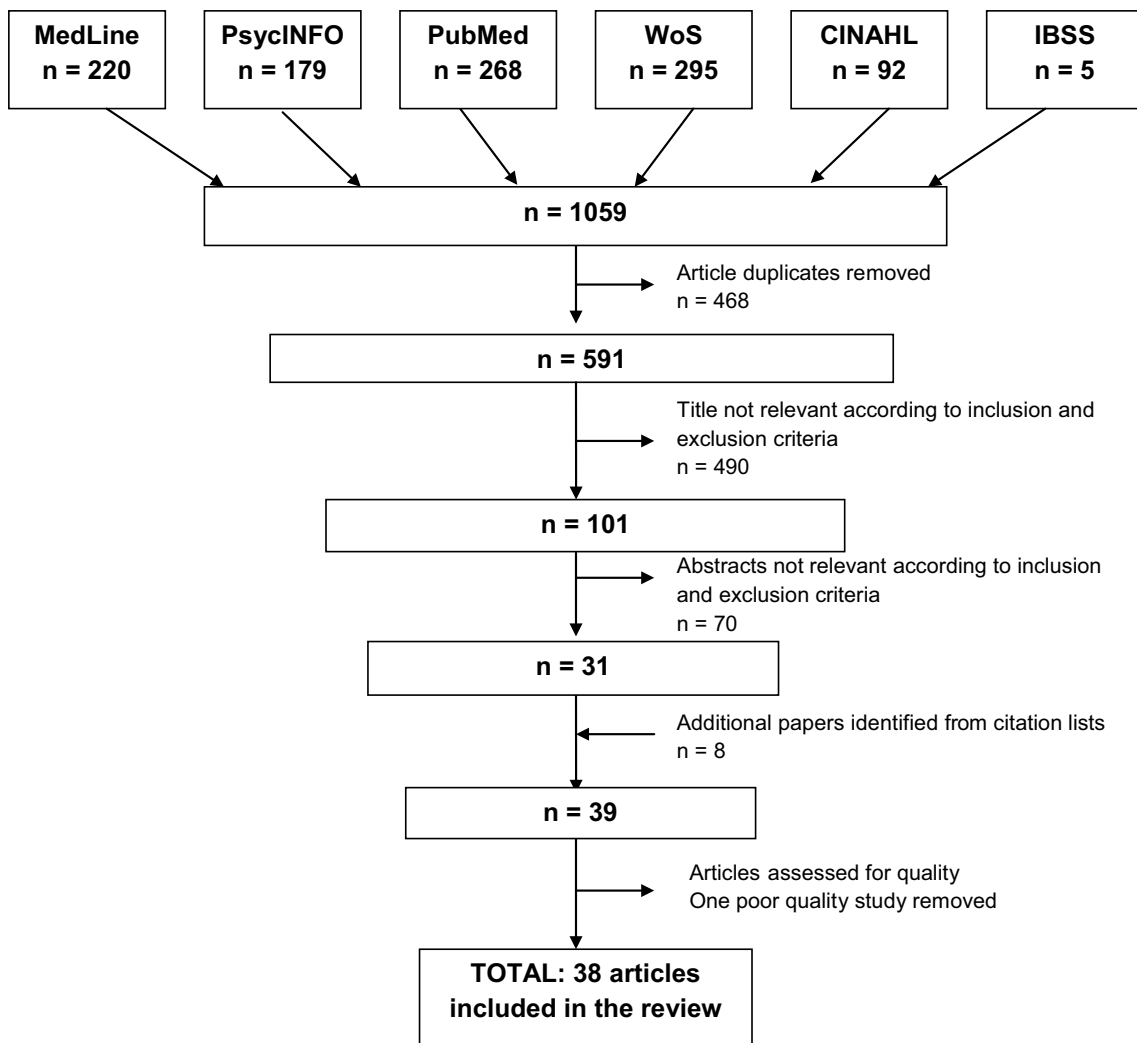 MedLine
n = 220
PsycINFO
n = 179
PubMed
n = 268
WoS
n = 295
CINAHL
n = 92
IBSS
n = 5
n = 1059
Article duplicates removed
n = 468
n = 591
Title not relevant according to inclusion and
exclusion criteria
n = 490
n = 101
Abstracts not relevant according to inclusion
and exclusion criteria
n = 70
n = 31
Additional papers identified from citation lists
n = 8
n = 39
Articles assessed for quality
One poor quality study removed
TOTAL: 38 articles
included in the review